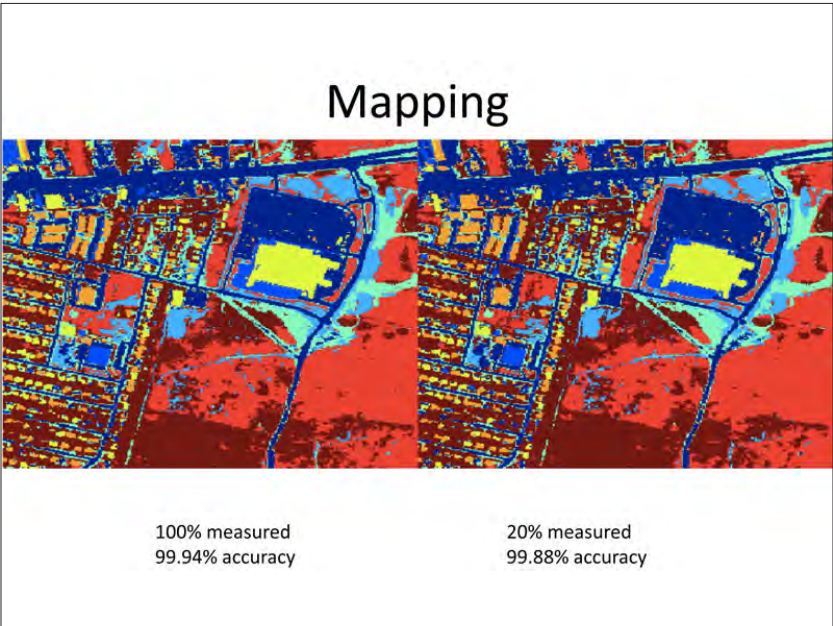 Mapping
100% measured
99.94% accuracy
20% measured
99.88% accuracy